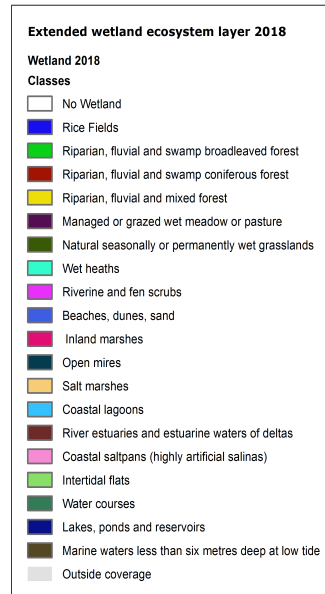 Extended wetland ecosystem layer 2018
Wetland 2018
Classes
No Wetland
Rice Fields
Riparian, fluvial and swamp broadleaved forest
Riparian, fluvial and swamp coniferous forest
Riparian, fluvial and mixed forest
Managed or grazed wet meadow or pasture
Natural seasonally or permanently wet grasslands
Wet heaths
Riverine and fen scrubs
Beaches, dunes, sand
Inland marshes
Open mires
Salt marshes
Coastal lagoons
River estuaries and estuarine waters of deltas
Coastal saltpans (highly artificial salinas)
Intertidal flats
Water courses
Lakes, ponds and reservoirs
Marine waters less than six metres deep at low tide
Outside coverage